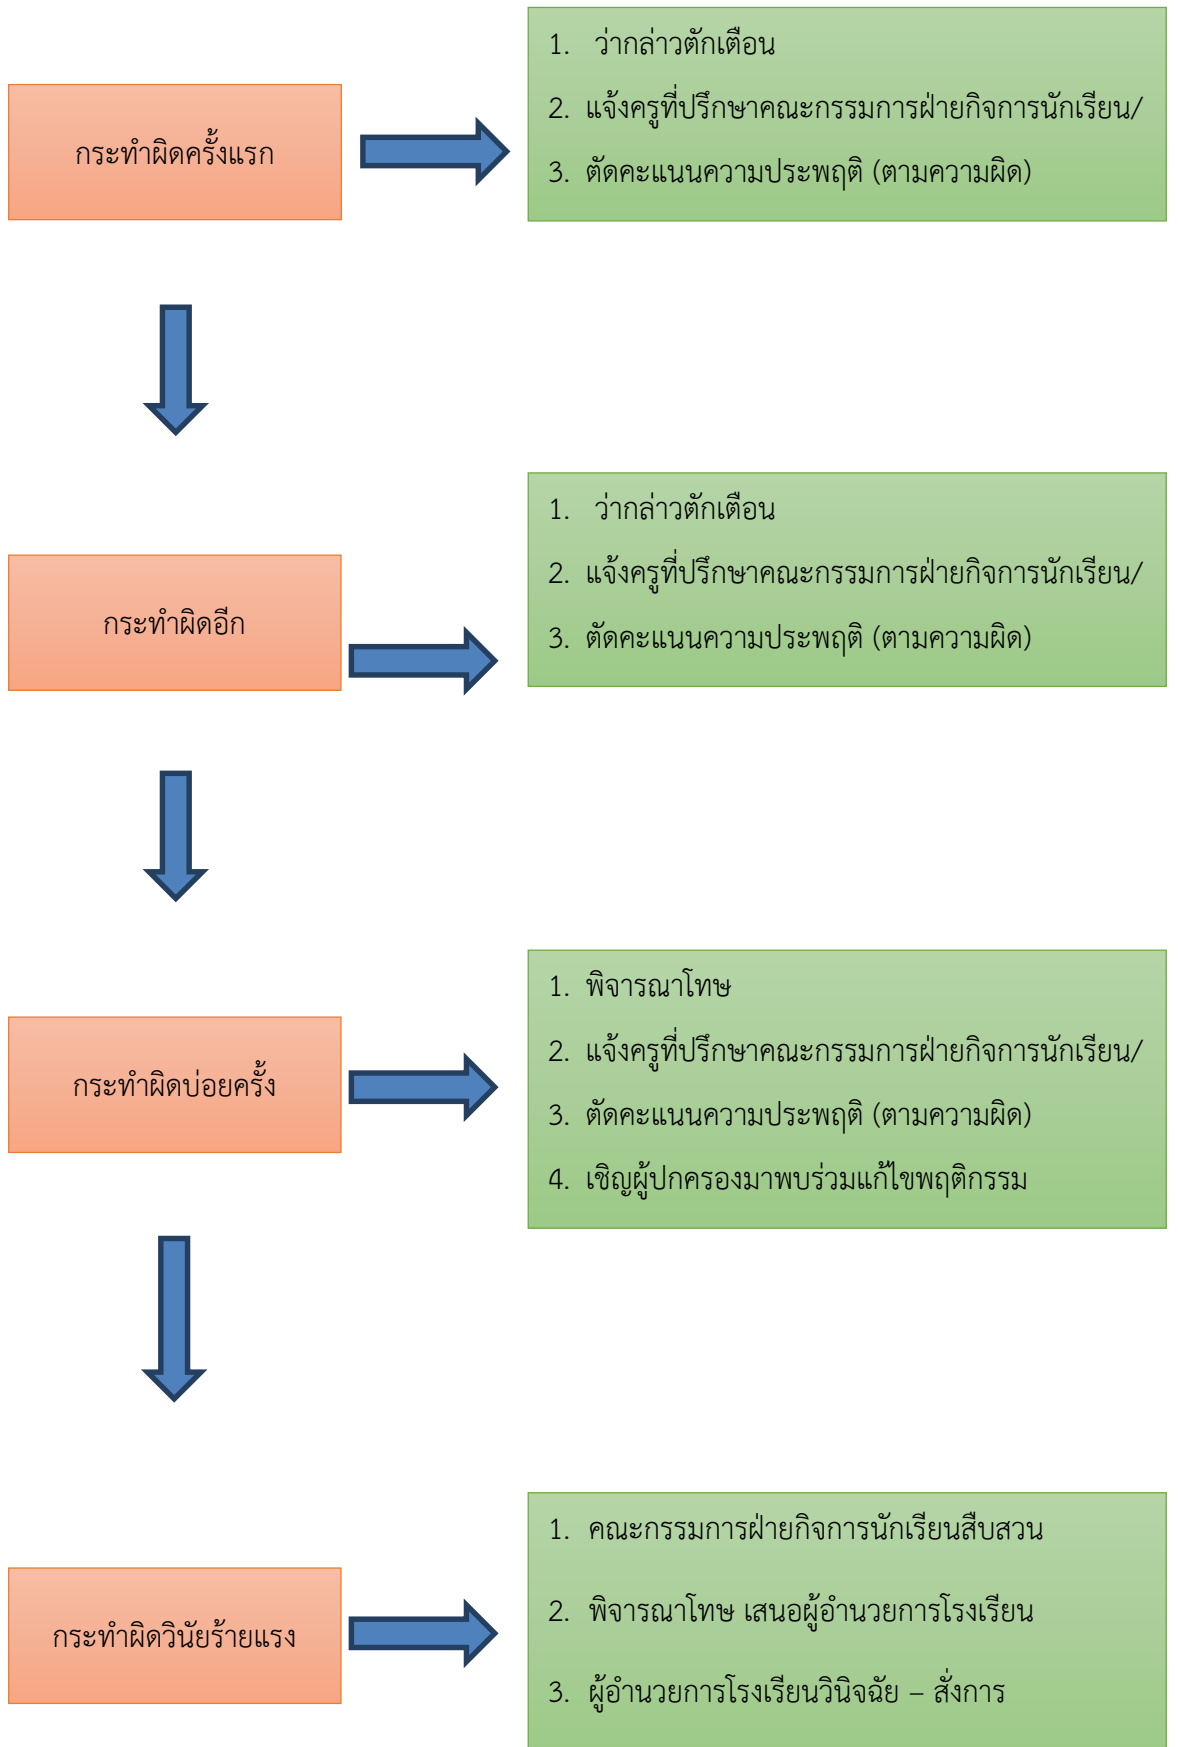 กระทำผิดครั้งแรก
1. ว่ากล่าวตักเตือน
2. แจ้งครูที่ปรึกษาคณะกรรมการฝ่ายกิจการนักเรียน/
3. ตัดคะแนนความประพฤติ (ตามความผิด)
กระทำผิดอีก
1. ว่ากล่าวตักเตือน
2. แจ้งครูที่ปรึกษาคณะกรรมการฝ่ายกิจการนักเรียน/
3. ตัดคะแนนความประพฤติ (ตามความผิด)
กระทำผิดบ่อยครั้ง
1. พิจารณาโทษ
2. แจ้งครูที่ปรึกษาคณะกรรมการฝ่ายกิจการนักเรียน/
3. ตัดคะแนนความประพฤติ (ตามความผิด)
4. เชิญผู้ปกครองมาพบร่วมแก้ไขพฤติกรรม
กระทำผิดวินัยร้ายแรง
1. คณะกรรมการฝ่ายกิจการนักเรียนสืบสวน
2. พิจารณาโทษ เสนอผู้อำนวยการโรงเรียน
3. ผู้อำนวยการโรงเรียนวินิจฉัย – สั่งการ